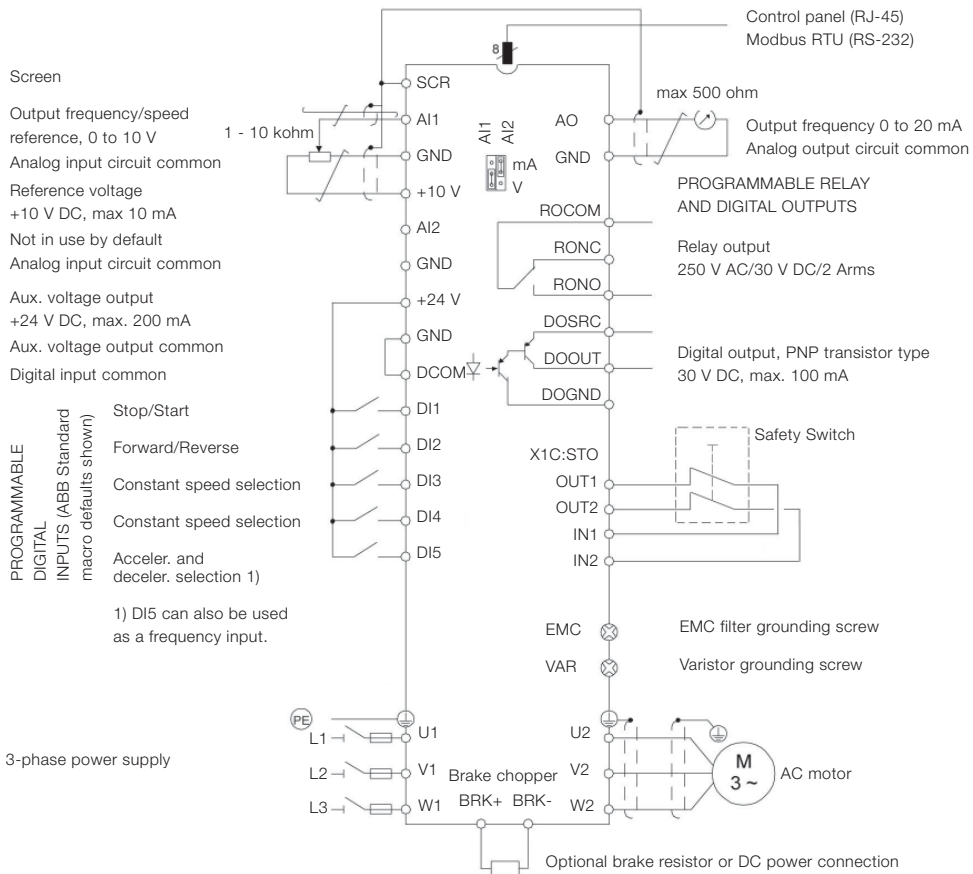 Control panel (RJ-45)
Modbus RTU (RS-232)
8
Screen
SCR
Output frequency/speed
reference, 0 to 10 V
AI1
1 - 10 kohm
Analog input circuit common
GND
Reference voltage
+10 V DC, max 10 mA
+10 V
Not in use by default
AI2
Analog input circuit common
GND
Aux. voltage output
+24 V DC, max. 200 mA
+24 V
Aux. voltage output common
GND
Digital input common
DCOM
PROGRAMMABLE
DIGITAL
INPUTS (ABB Standard
macro defaults shown)
Stop/Start
DI1
Forward/Reverse
DI2
Constant speed selection
DI3
Constant speed selection
DI4
Acceler. and
deceler. selection 1)
DI5
1) DI5 can also be used
as a frequency input.
AI1
AI2
mA
V
max 500 ohm
AO
GND
Output frequency 0 to 20 mA
Analog output circuit common
PROGRAMMABLE RELAY
AND DIGITAL OUTPUTS
ROCOM
RONC
RONO
Relay output
250 V AC/30 V DC/2 Arms
DOSRC
DOOUT
DOGND
Digital output, PNP transistor type
30 V DC, max. 100 mA
Safety Switch
X1C:STO
OUT1
OUT2
IN1
IN2
EMC
EMC filter grounding screw
VAR
Varistor grounding screw
PE
3-phase power supply
L1
U1
L2
V1
L3
W1
Brake chopper
BRK+ BRK-
U2
V2
W2
M
3 ~
AC motor
Optional brake resistor or DC power connection